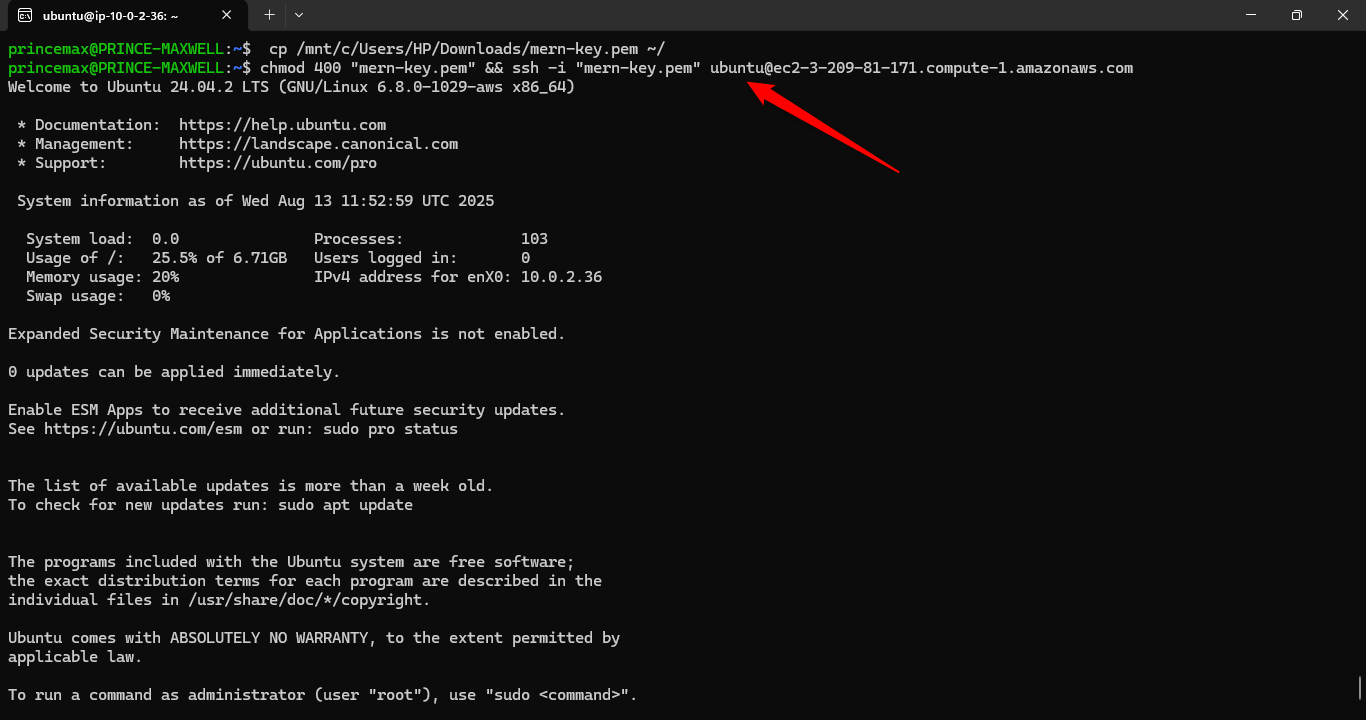 ubuntu@ip-10-0-2-36: ~
princemax@PRINCE-MAXWELL:~$  cp /mnt/c/Users/HP/Downloads/mern-key.pem ~/
princemax@PRINCE-MAXWELL:~$ chmod 400 "mern-key.pem" && ssh -i "mern-key.pem" ubuntu@ec2-3-209-81-171.compute-1.amazonaws.com
Welcome to Ubuntu 24.04.2 LTS (GNU/Linux 6.8.0-1029-aws x86_64)
* Documentation:  https://help.ubuntu.com
* Management:     https://landscape.canonical.com
* Support:        https://ubuntu.com/pro
System information as of Wed Aug 13 11:52:59 UTC 2025
System load:  0.0               Processes:             103
Usage of /:   25.5% of 6.71GB   Users logged in:       0
Memory usage: 20%               IPv4 address for enX0: 10.0.2.36
Swap usage:   0%
Expanded Security Maintenance for Applications is not enabled.
0 updates can be applied immediately.
Enable ESM Apps to receive additional future security updates.
See https://ubuntu.com/esm or run: sudo pro status
The list of available updates is more than a week old.
To check for new updates run: sudo apt update
The programs included with the Ubuntu system are free software;
the exact distribution terms for each program are described in the
individual files in /usr/share/doc/*/copyright.
Ubuntu comes with ABSOLUTELY NO WARRANTY, to the extent permitted by
applicable law.
To run a command as administrator (user "root"), use "sudo <command>".